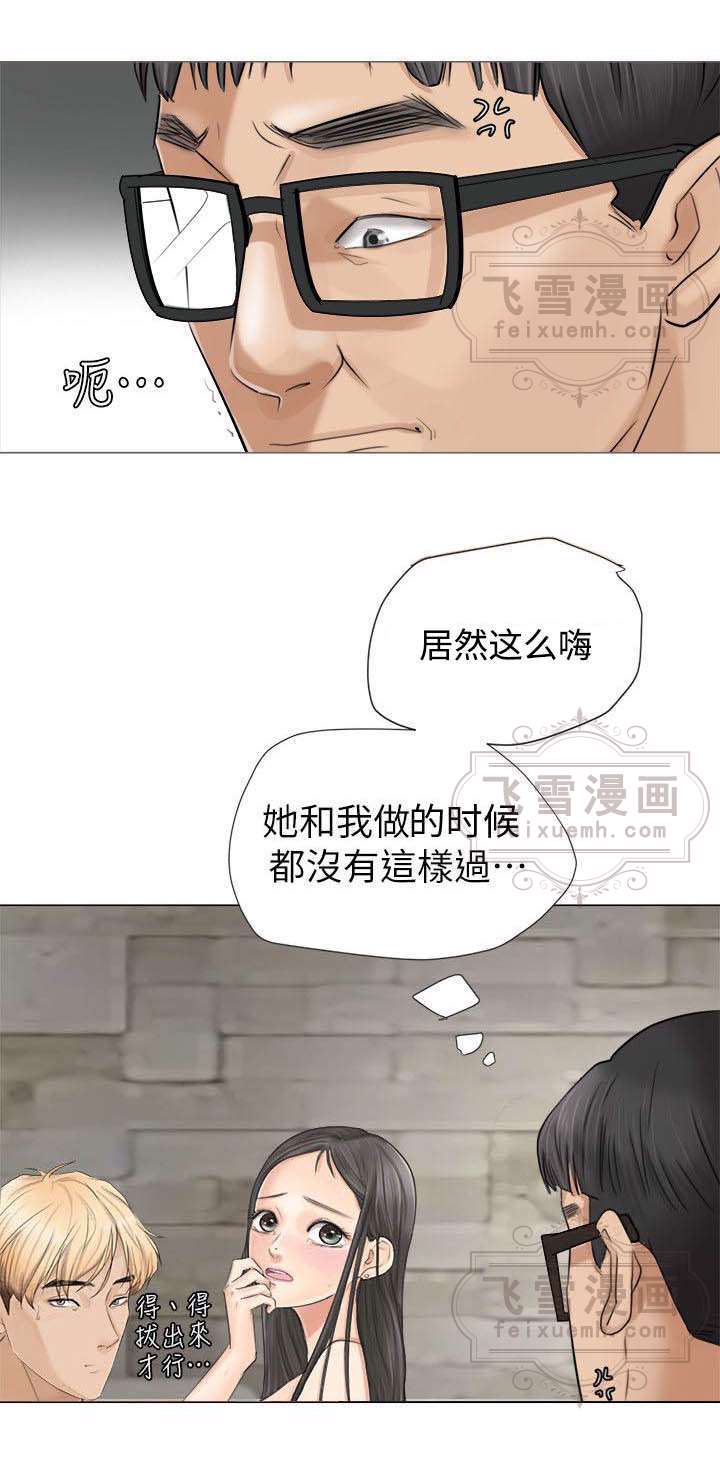 飞雪漫画
feixuemh.com
呃…
居然这么嗨
飞雪漫画
feixuemh.com
她和我做的时候
都沒有這樣過…
得、得
拔出來
才行…
飞雪漫画
feixuemh.com